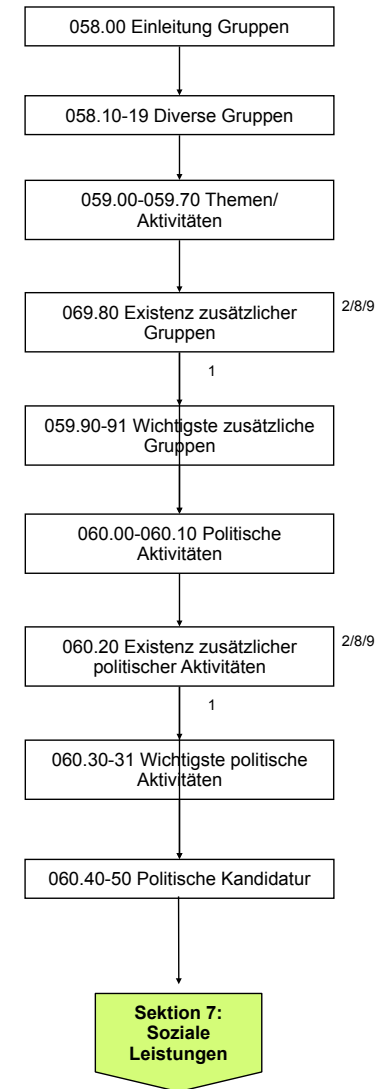 058.00 Einleitung Gruppen
058.10-19 Diverse Gruppen
059.00-059.70 Themen/
Aktivitäten
069.80 Existenz zusätzlicher
Gruppen
2/8/9
1
059.90-91 Wichtigste zusätzliche
Gruppen
060.00-060.10 Politische
Aktivitäten
060.20 Existenz zusätzlicher
politischer Aktivitäten
2/8/9
1
060.30-31 Wichtigste politische
Aktivitäten
060.40-50 Politische Kandidatur
Sektion 7:
Soziale
Leistungen